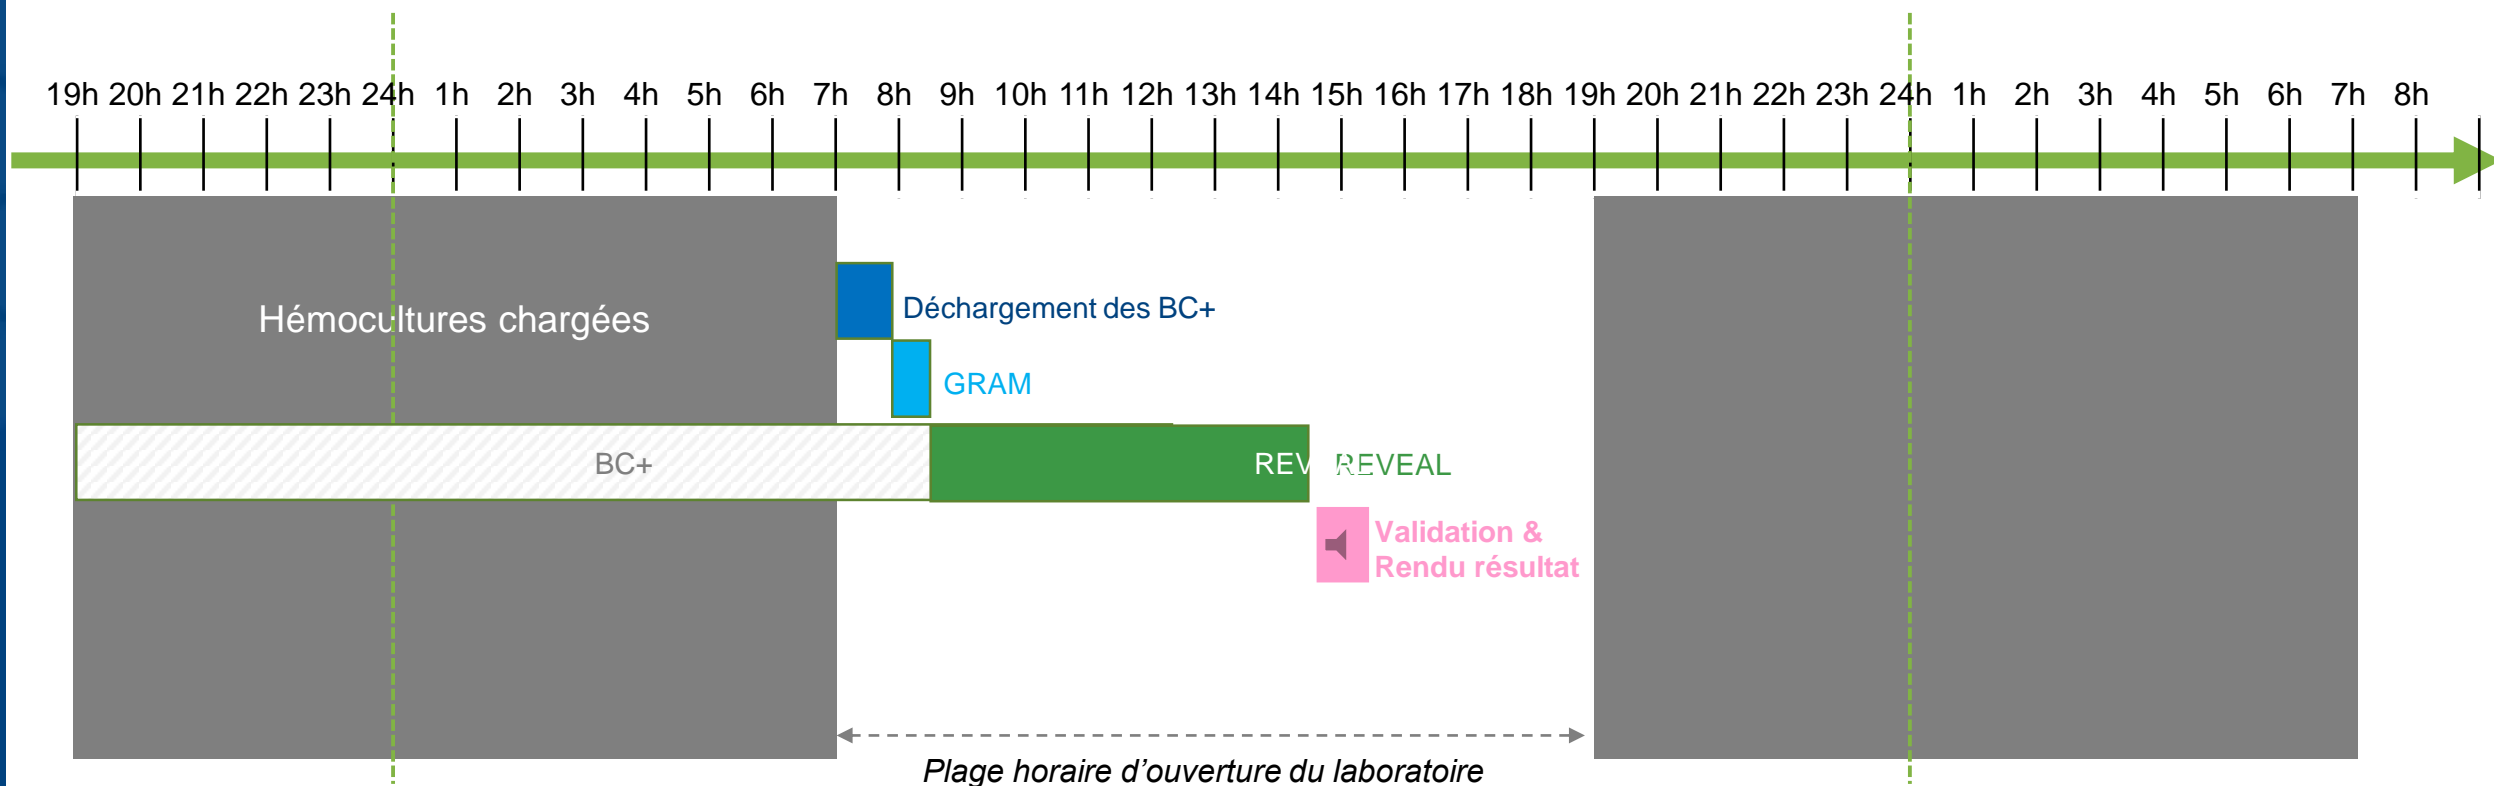 19h 20h 21h 22h 23h 24h 1h 2h 3h 4h 5h 6h 7h 8h 9h 10h 11h 12h 13h 14h 15h 16h 17h 18h 19h 20h 21h 22h 23h 24h 1h 2h 3h 4h 5h 6h 7h 8h
Hémocultures chargées
Déchargement des BC+
GRAM
BC+
REVEAL
REVEAL
Validation &
Rendu résultat
Plage horaire d’ouverture du laboratoire